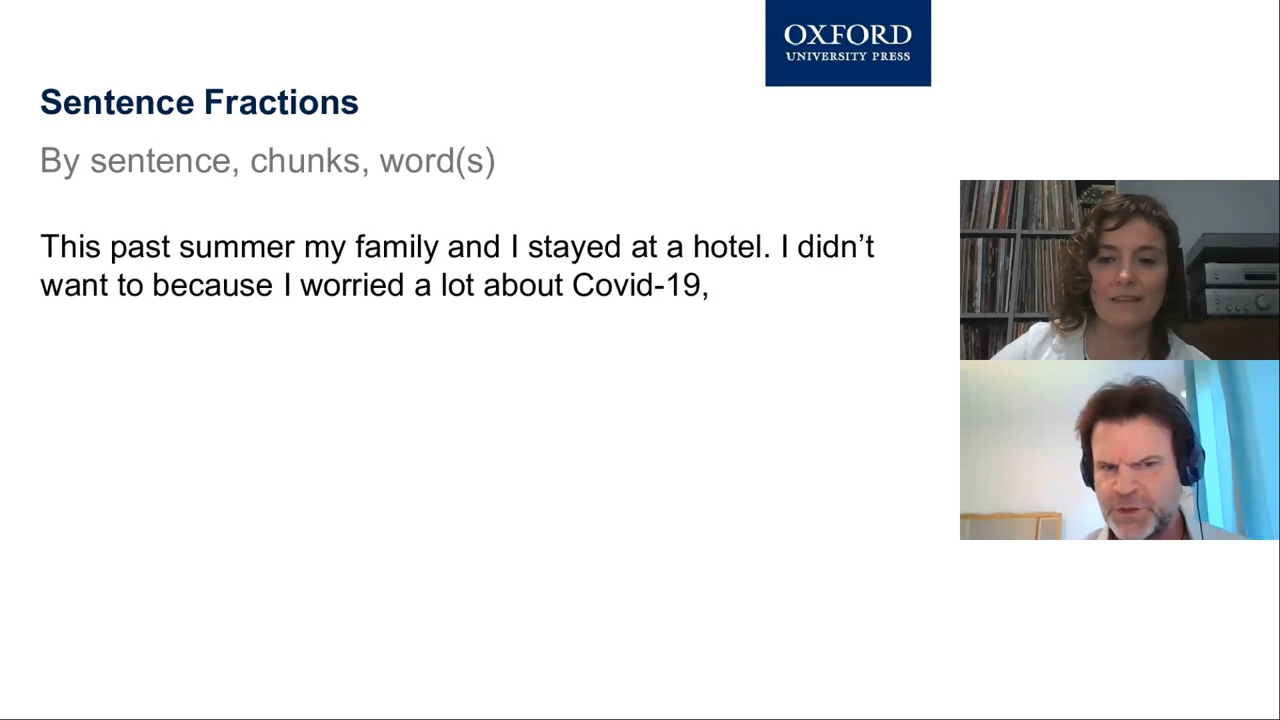 OXFORD
UNIVERSITY PRESS
Sentence Fractions
By sentence, chunks, word(s)
This past summer my family and I stayed at a hotel. I didn’t
want to because I worried a lot about Covid-19,